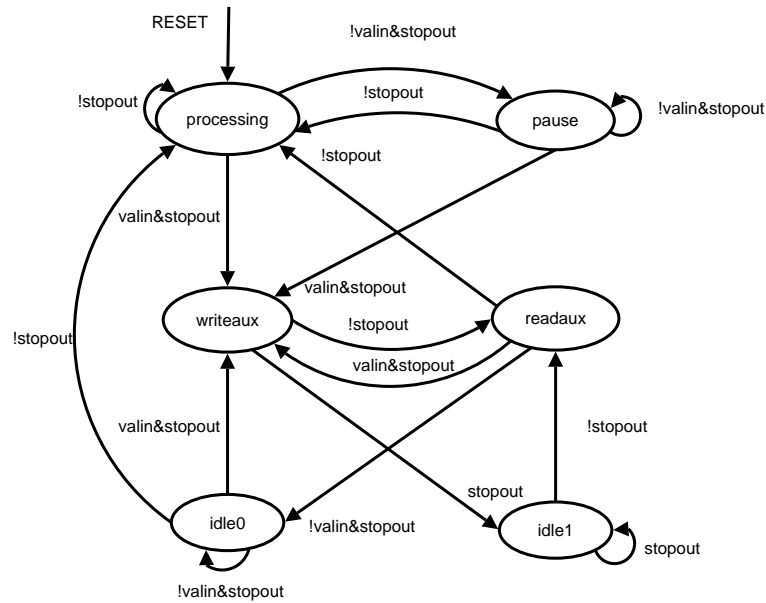 RESET
!valin&stopout
!stopout
!stopout
!valin&stopout
processing
pause
!stopout
valin&stopout
valin&stopout
writeaux
!stopout
readaux
!stopout
valin&stopout
valin&stopout
!stopout
stopout
idle0
!valin&stopout
idle1
stopout
!valin&stopout